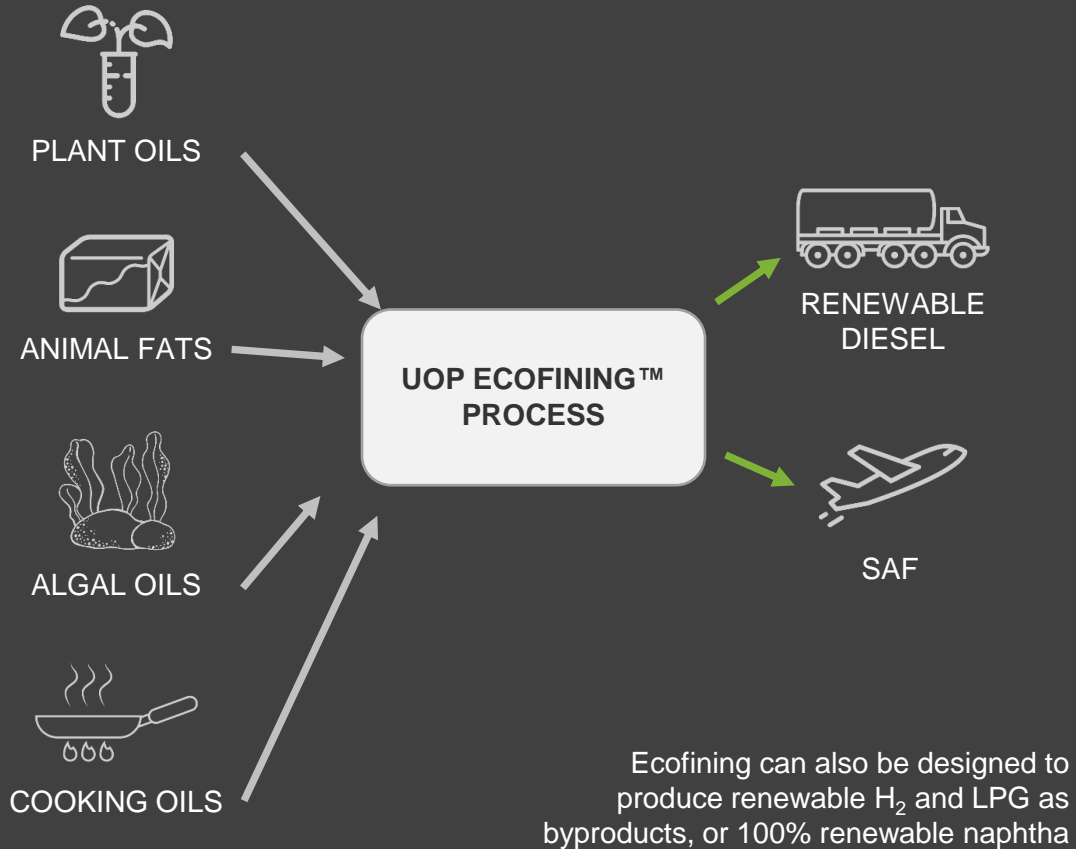 PLANT OILS
ANIMAL FATS
ALGAL OILS
COOKING OILS
UOP ECOFINING™
PROCESS
RENEWABLE
DIESEL
SAF
Ecofining can also be designed to
produce renewable H₂ and LPG as
byproducts, or 100% renewable naphtha